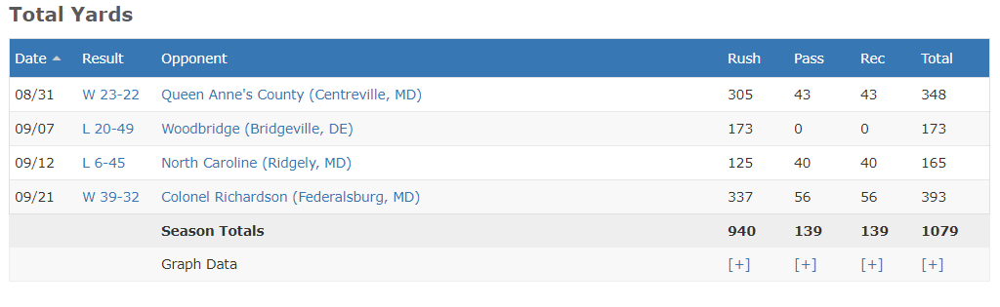 Total Yards
Date Result Opponent Rush Pass Rec Total
08/31 W 23-22 Queen Anne's County (Centreville, MD) 305 43 43 348
09/07 L 20-49 Woodbridge (Bridgeville, DE) 173 0 0 173
09/12 L 6-45 North Caroline (Ridgely, MD) 125 40 40 165
09/21 W 39-32 Colonel Richardson (Federalsburg, MD) 337 56 56 393
Season Totals 940 139 139 1079
Graph Data [+] [+] [+] [+]